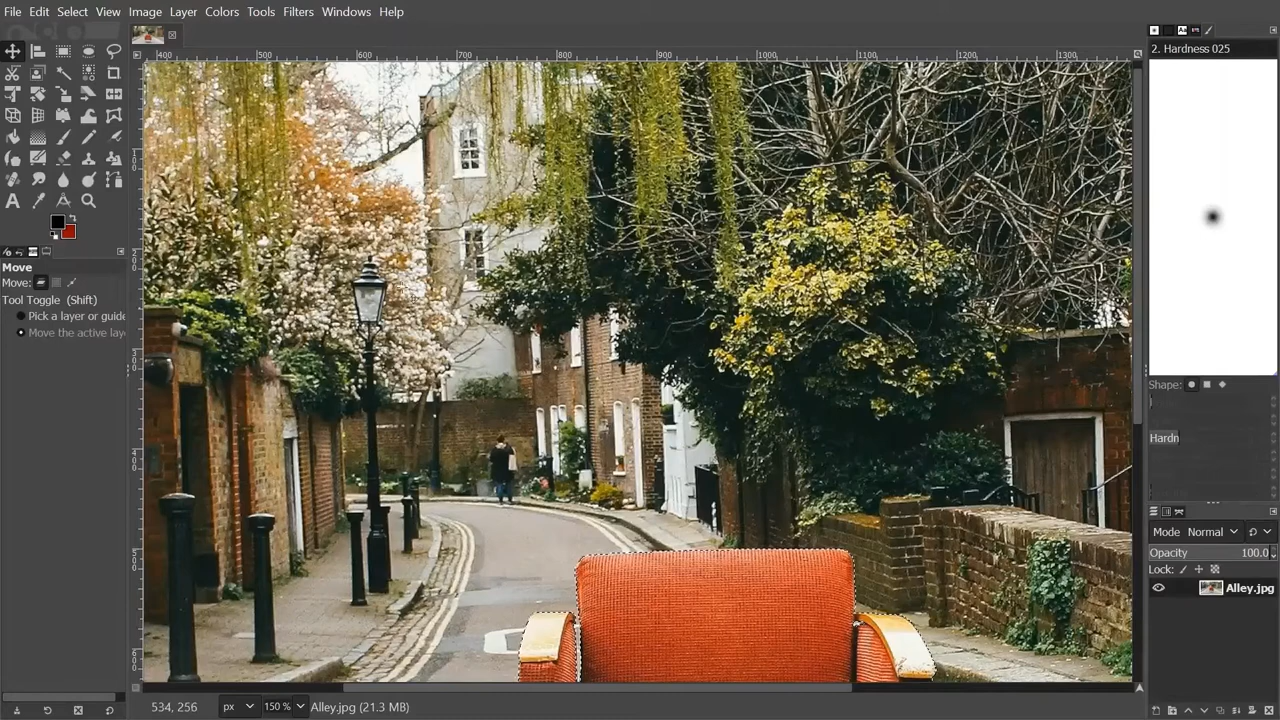 File Edit Select View Image Layer Colors Tools Filters Windows Help
400 500 600 700 800 900 1000 1100 1200 1300
2. Hardness 025
Move
Move:
Tool Toggle (Shift)
Pick a layer or guide
Move the active laye
Shape:
Hardn
Mode Normal
Opacity 100.0
Lock:
Alley.jpg
534, 256 px 150 % Alley.jpg (21.3 MB)